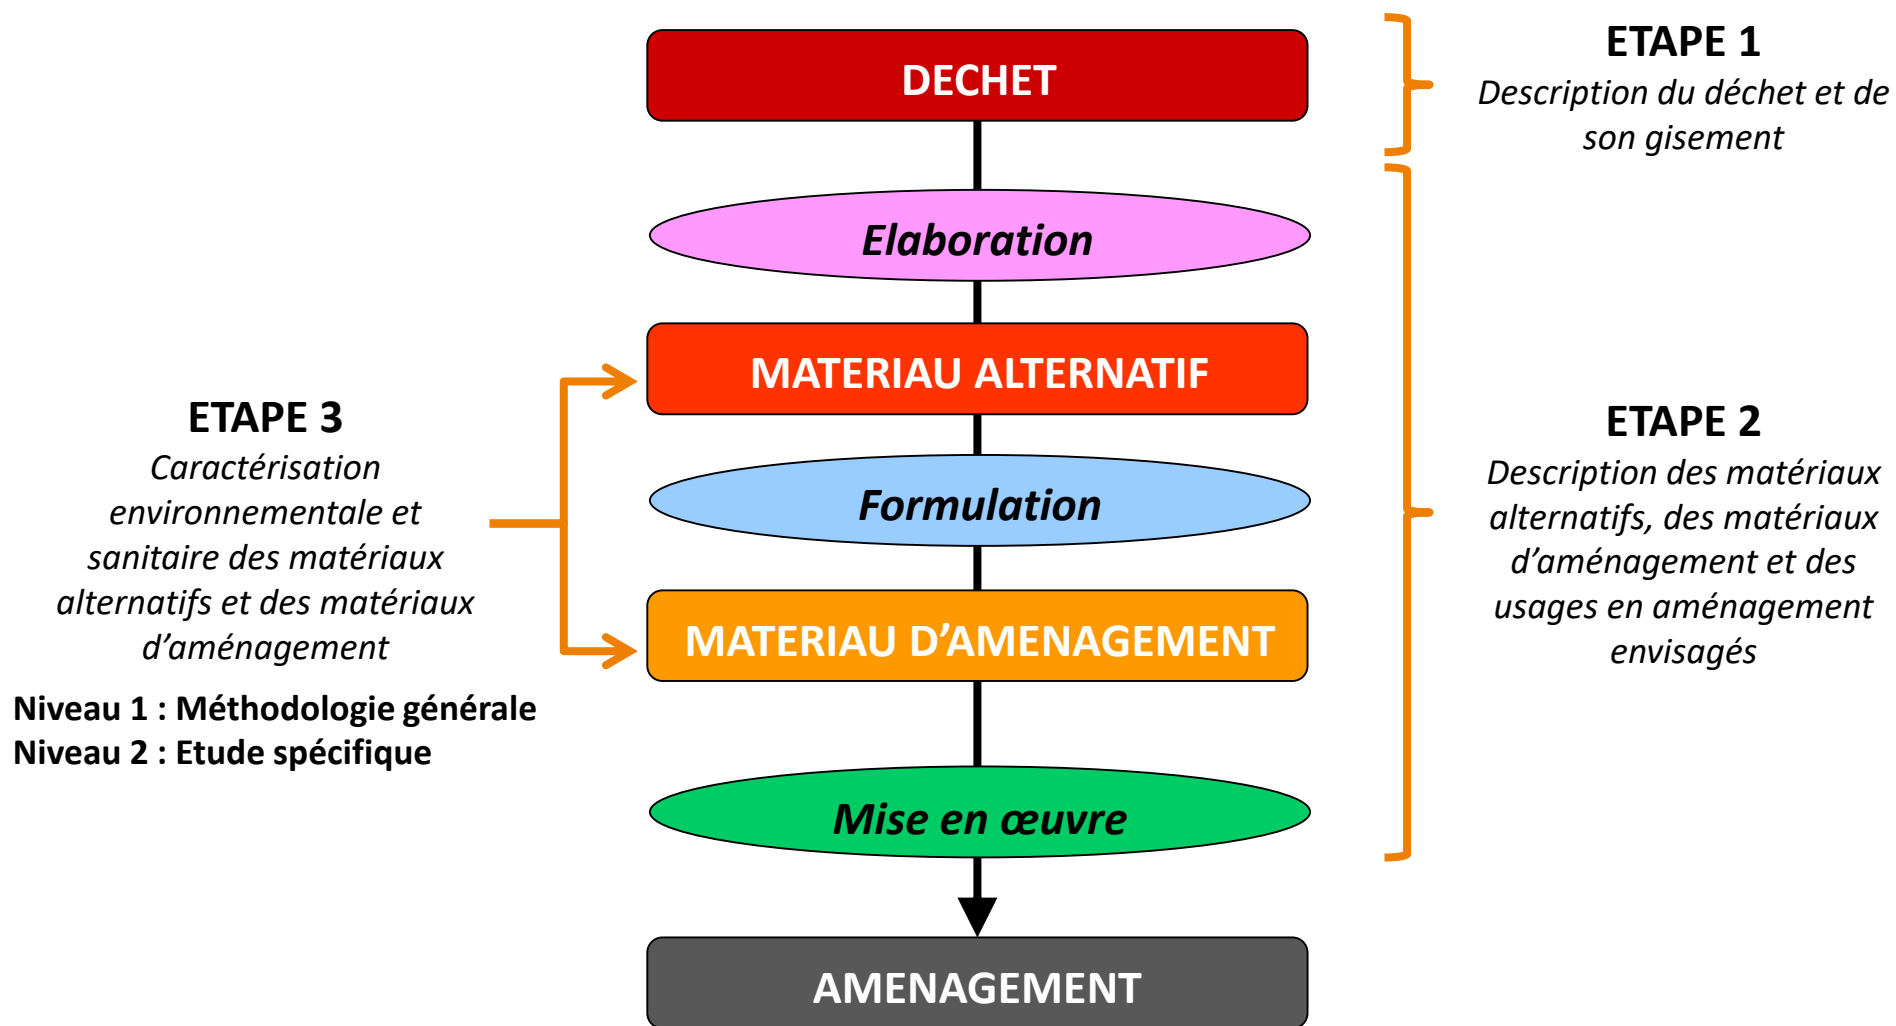 DECHET
ETAPE 1
Description du déchet et de
son gisement
Elaboration
MATERIAU ALTERNATIF
ETAPE 3
Caractérisation
environnementale et
sanitaire des matériaux
alternatifs et des matériaux
d’aménagement
Niveau 1 : Méthodologie générale
Niveau 2 : Etude spécifique
Formulation
ETAPE 2
Description des matériaux
alternatifs, des matériaux
d’aménagement et des
usages en aménagement
envisagés
MATERIAU D’AMENAGEMENT
Mise en œuvre
AMENAGEMENT